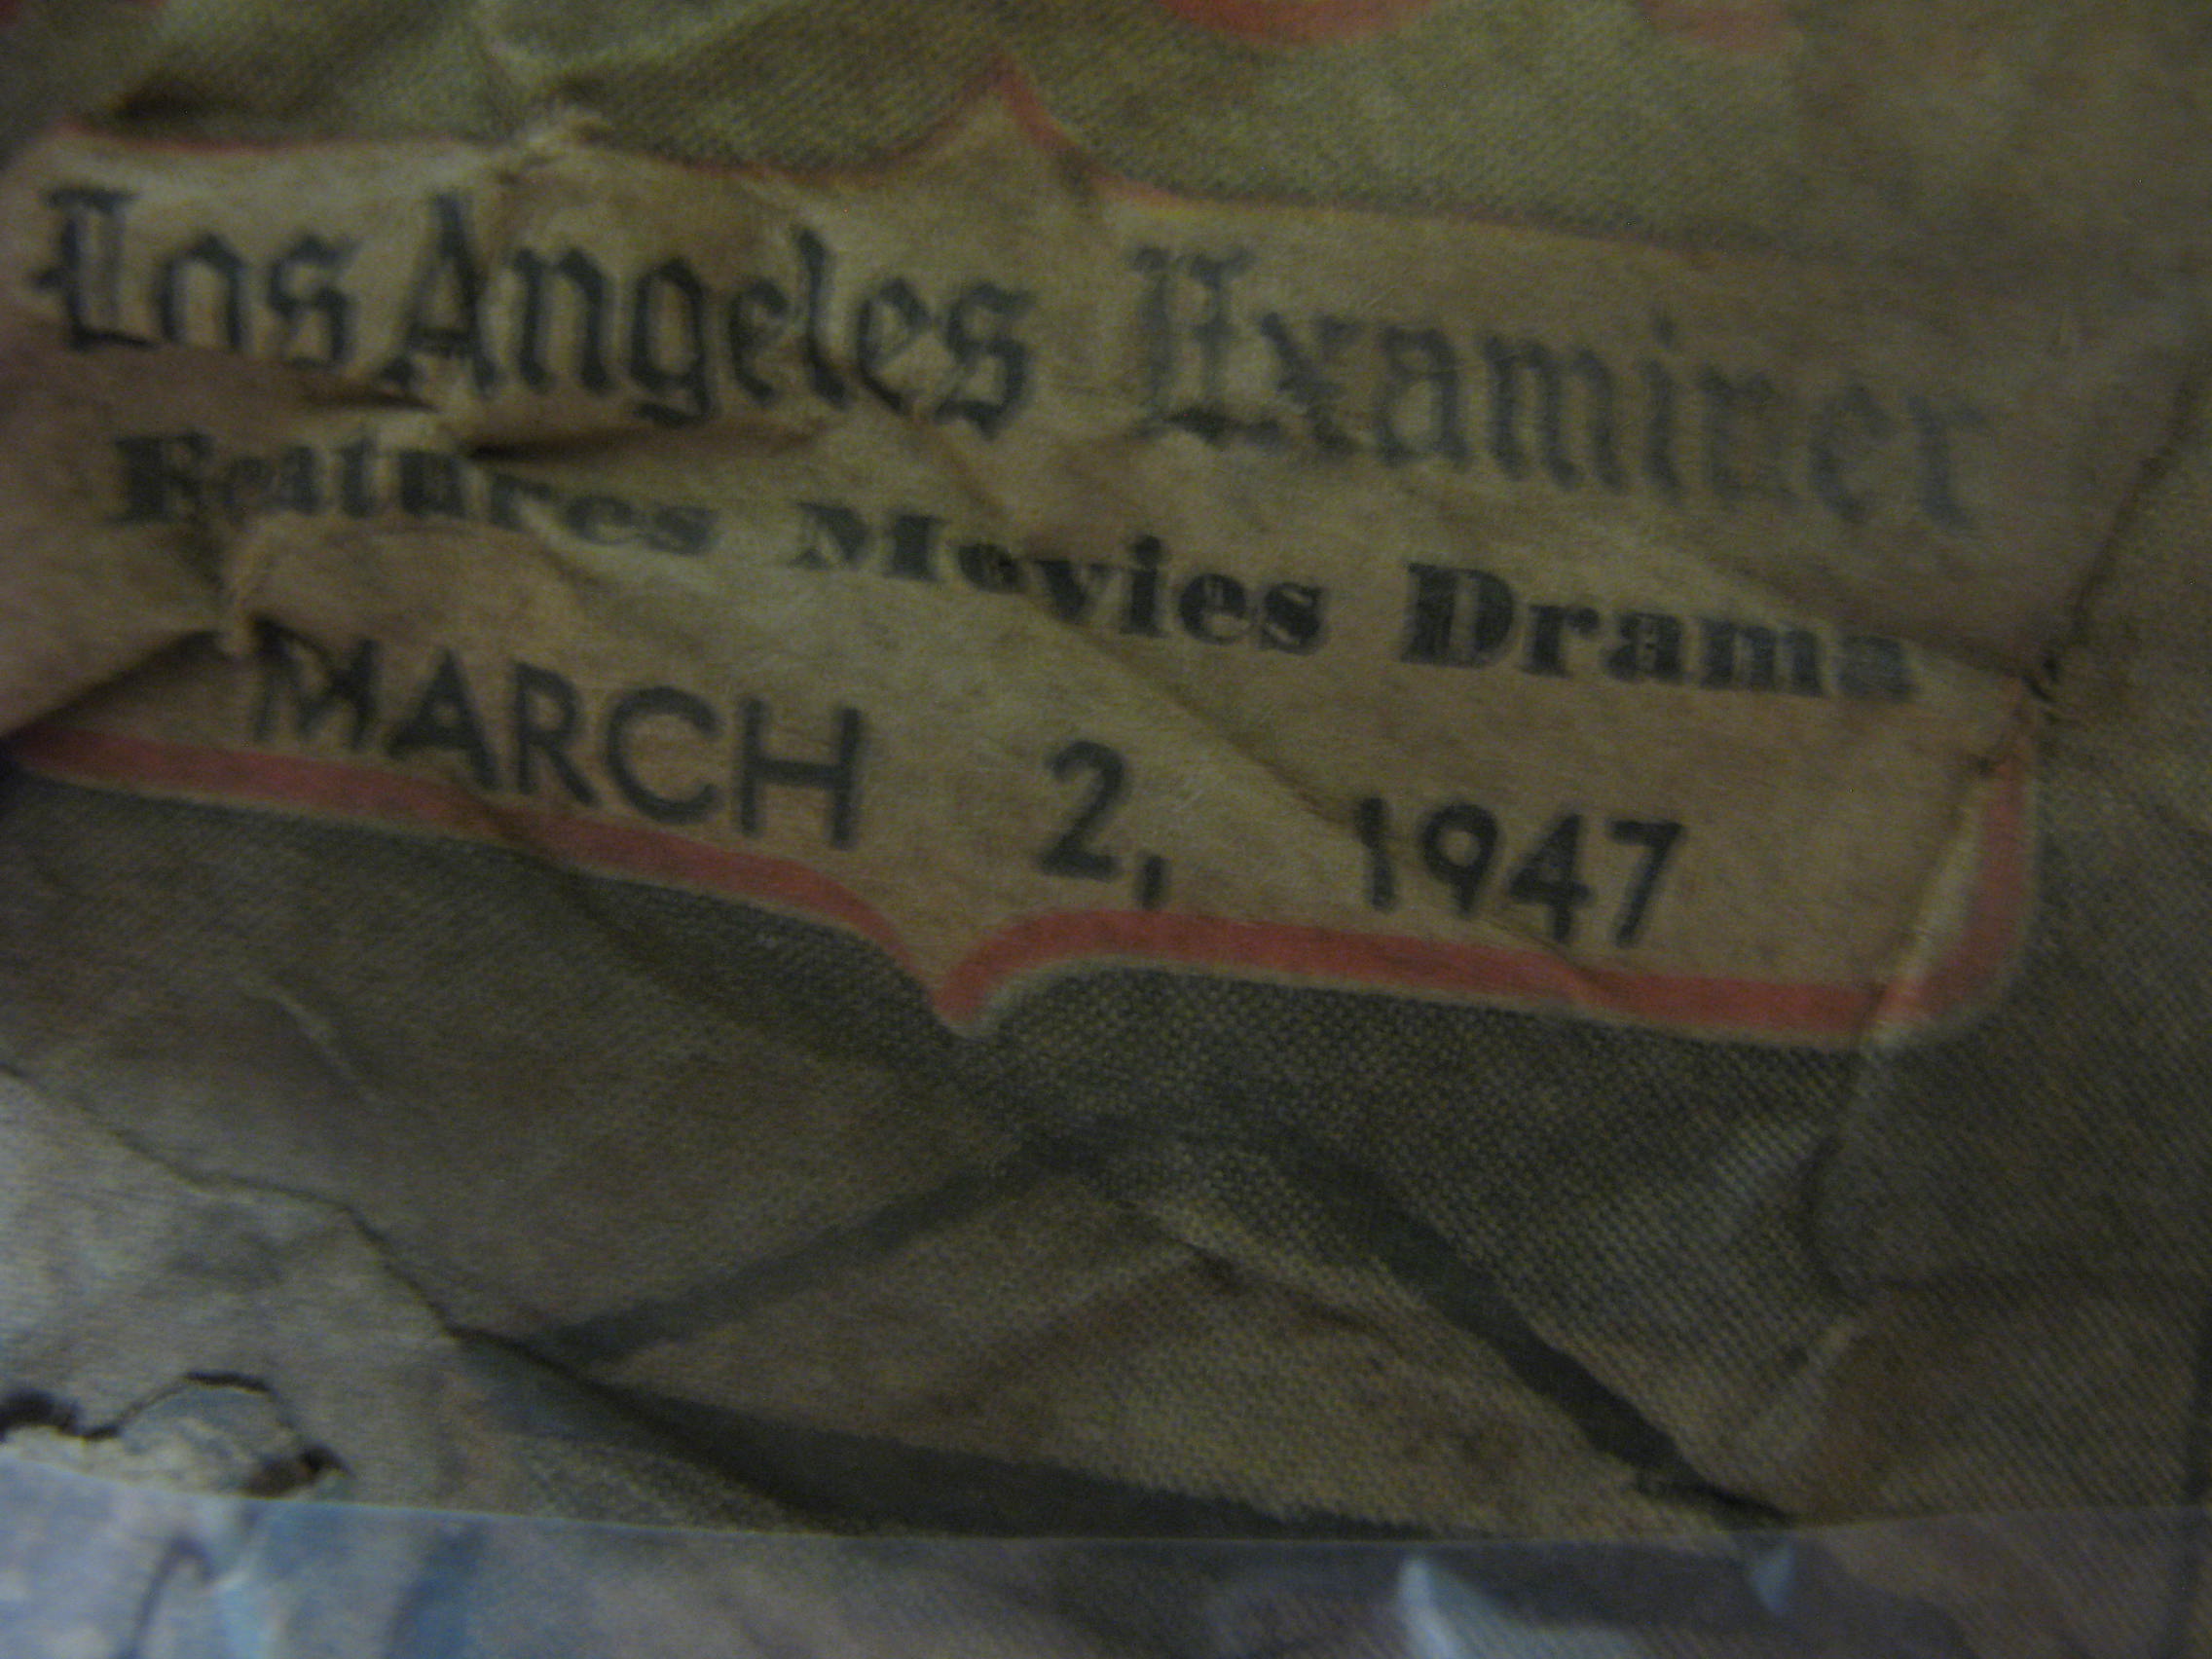 Los Angeles Examiner
Features Movies Drama
MARCH 2, 1947